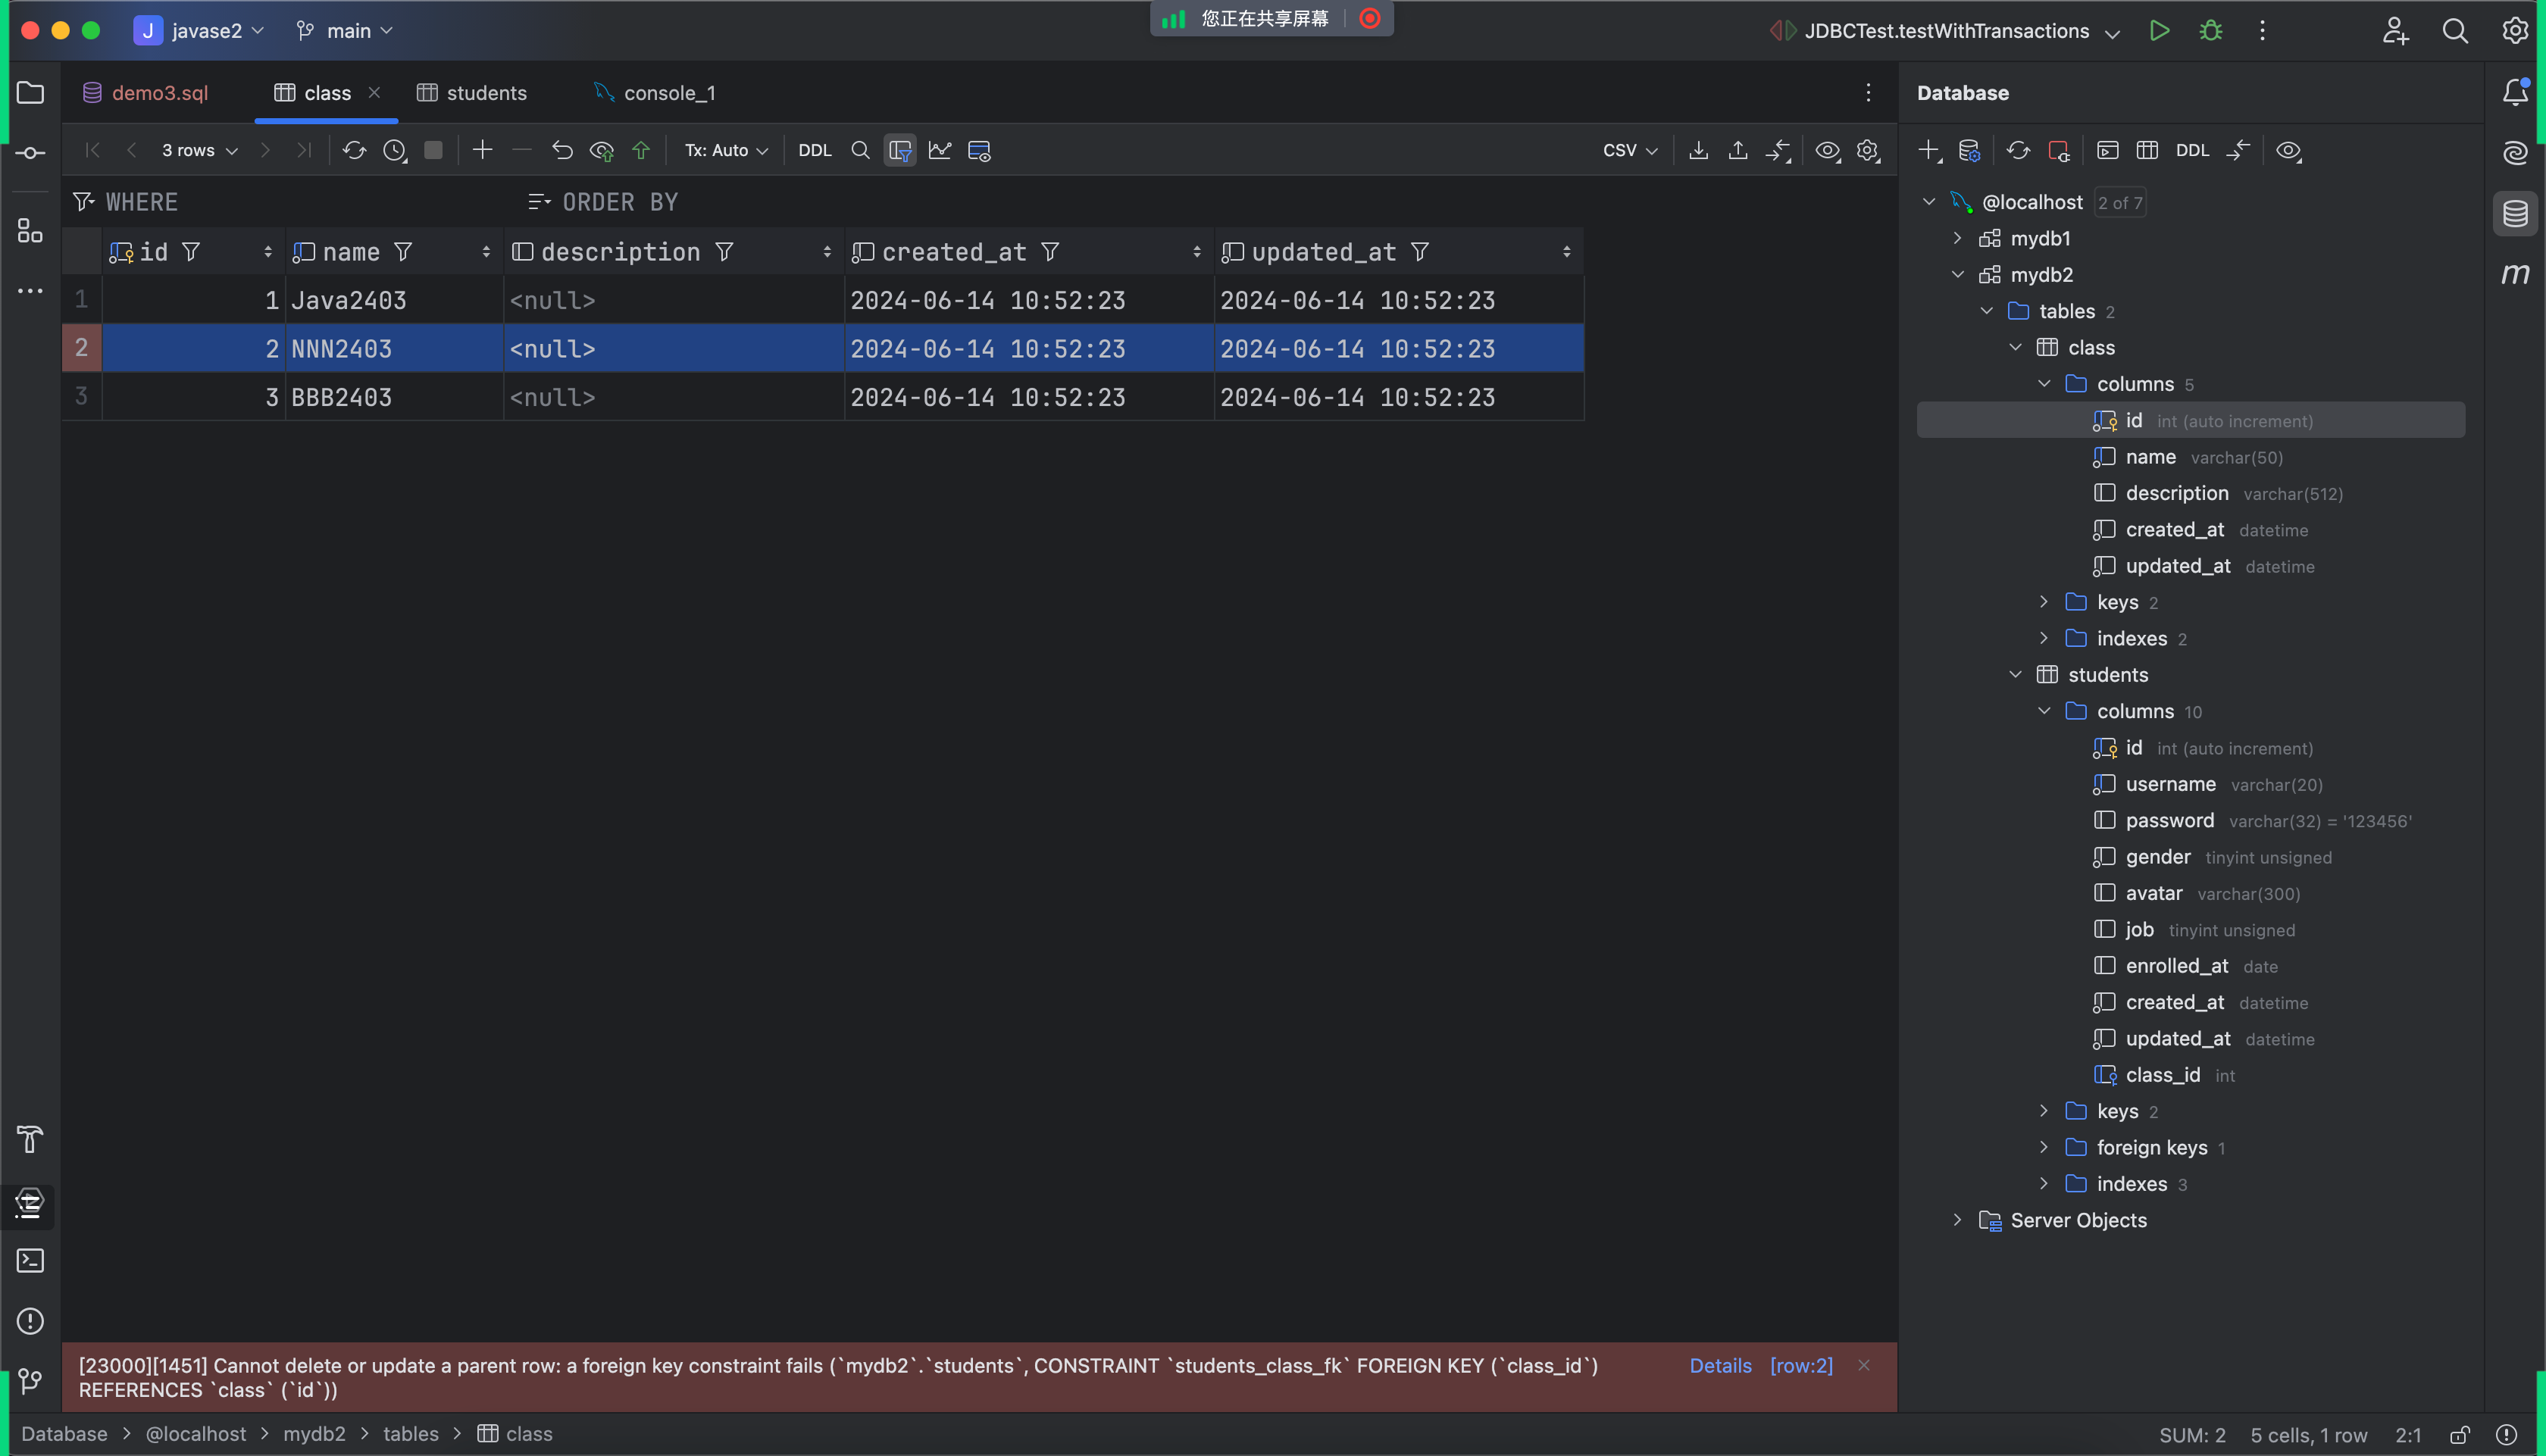 J javase2 main
您正在共享屏幕
JDBCTest.testWithTransactions
demo3.sql class students console_1
3 rows Tx: Auto DDL CSV
WHERE ORDER BY
id name description created_at updated_at
1 1 Java2403 <null> 2024-06-14 10:52:23 2024-06-14 10:52:23
2 2 NNN2403 <null> 2024-06-14 10:52:23 2024-06-14 10:52:23
3 3 BBB2403 <null> 2024-06-14 10:52:23 2024-06-14 10:52:23
[23000][1451] Cannot delete or update a parent row: a foreign key constraint fails (`mydb2`.`students`, CONSTRAINT `students_class_fk` FOREIGN KEY (`class_id`) Details [row:2]
REFERENCES `class` (`id`))
Database
DDL
@localhost 2 of 7
mydb1
mydb2
tables 2
class
columns 5
id int (auto increment)
name varchar(50)
description varchar(512)
created_at datetime
updated_at datetime
keys 2
indexes 2
students
columns 10
id int (auto increment)
username varchar(20)
password varchar(32) = '123456'
gender tinyint unsigned
avatar varchar(300)
job tinyint unsigned
enrolled_at date
created_at datetime
updated_at datetime
class_id int
keys 2
foreign keys 1
indexes 3
Server Objects
m
Database > @localhost > mydb2 > tables > class
SUM: 2 5 cells, 1 row 2:1